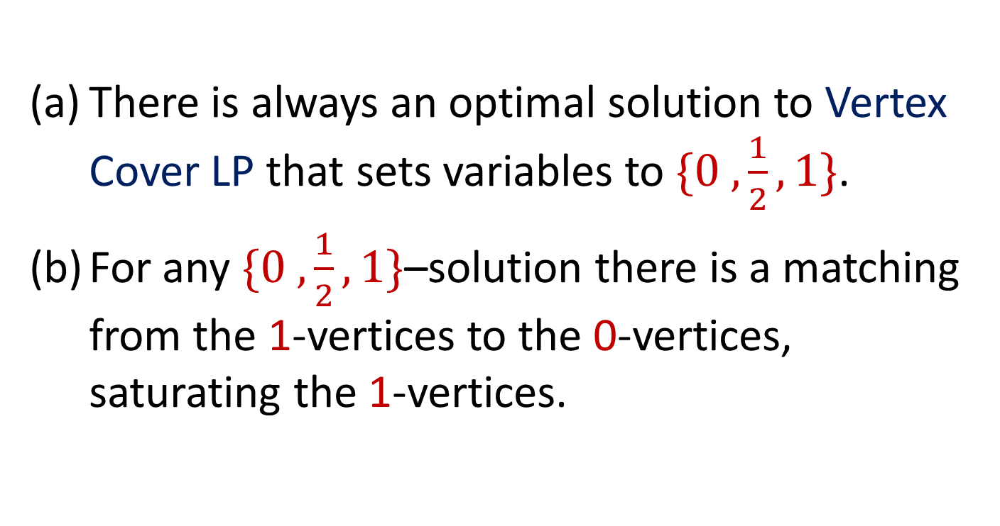 (a) There is always an optimal solution to Vertex
Cover LP that sets variables to {0 , 1/2 , 1}.
(b) For any {0 , 1/2 , 1}–solution there is a matching
from the 1-vertices to the 0-vertices,
saturating the 1-vertices.